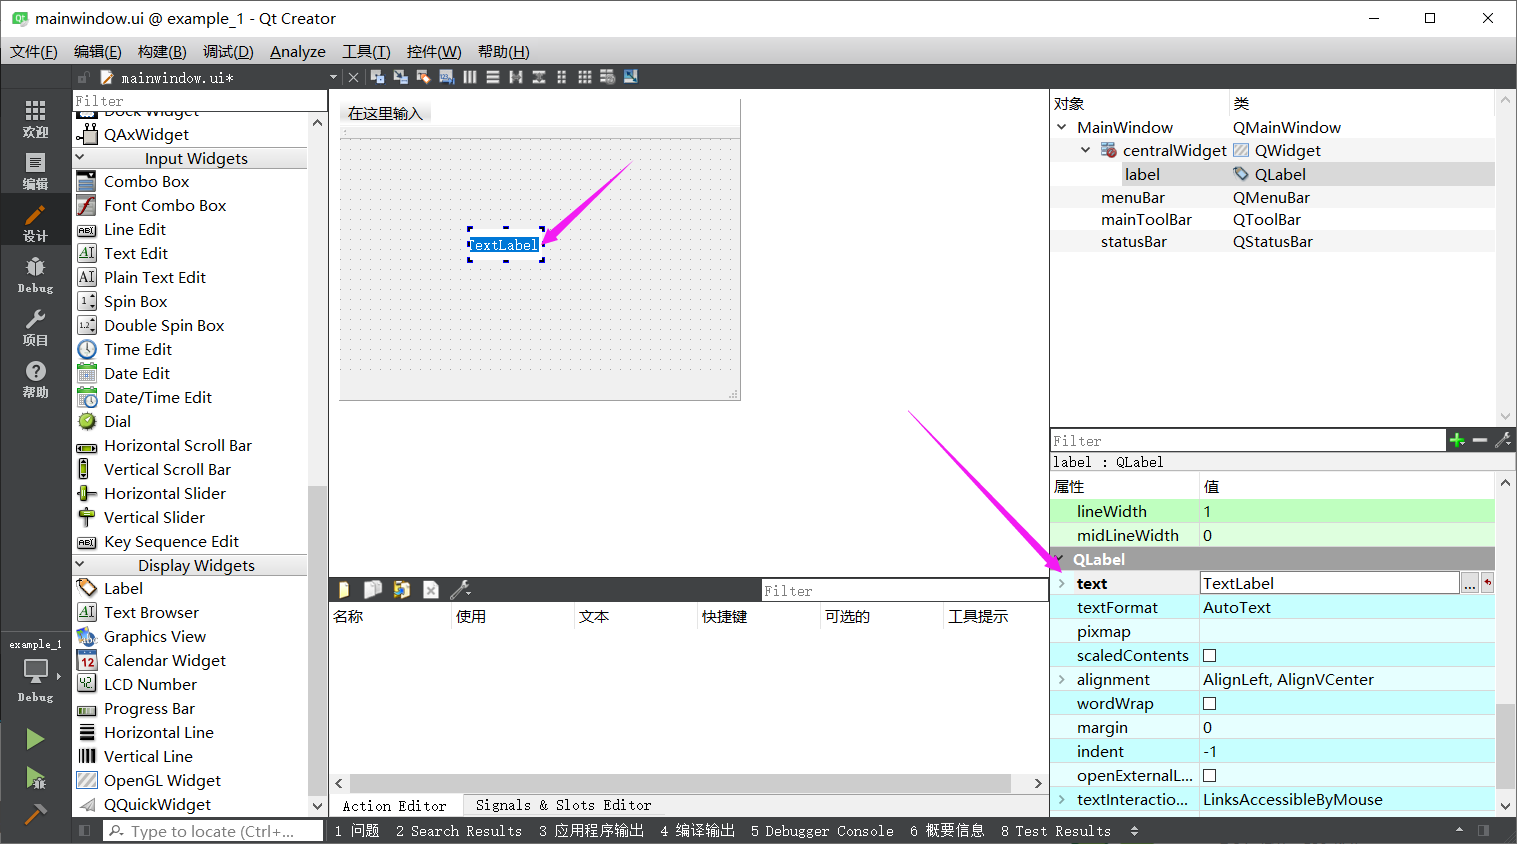 mainwindow.ui @ example_1 - Qt Creator
文件(F) 编辑(E) 构建(B) 调试(D) Analyze 工具(T) 控件(W) 帮助(H)
mainwindow.ui*
欢迎
编辑
设计
Debug
项目
帮助
example_1
Debug
Filter
Dock Widget
QAxWidget
Input Widgets
Combo Box
Font Combo Box
Line Edit
Text Edit
Plain Text Edit
Spin Box
Double Spin Box
Time Edit
Date Edit
Date/Time Edit
Dial
Horizontal Scroll Bar
Vertical Scroll Bar
Horizontal Slider
Vertical Slider
Key Sequence Edit
Display Widgets
Label
Text Browser
Graphics View
Calendar Widget
LCD Number
Progress Bar
Horizontal Line
Vertical Line
OpenGL Widget
QQuickWidget
在这里输入
TextLabel
Filter
名称 使用 文本 快捷键 可选的 工具提示
Action Editor Signals & Slots Editor
对象 类
MainWindow QMainWindow
centralWidget QWidget
label QLabel
menuBar QMenuBar
mainToolBar QToolBar
statusBar QStatusBar
Filter
label : QLabel
属性 值
lineWidth 1
midLineWidth 0
QLabel
text TextLabel ...
textFormat AutoText
pixmap
scaledContents
alignment AlignLeft, AlignVCenter
wordWrap
margin 0
indent -1
openExternalL...
textInteractio... LinksAccessibleByMouse
Type to locate (Ctrl+... 1 问题 2 Search Results 3 应用程序输出 4 编译输出 5 Debugger Console 6 概要信息 8 Test Results